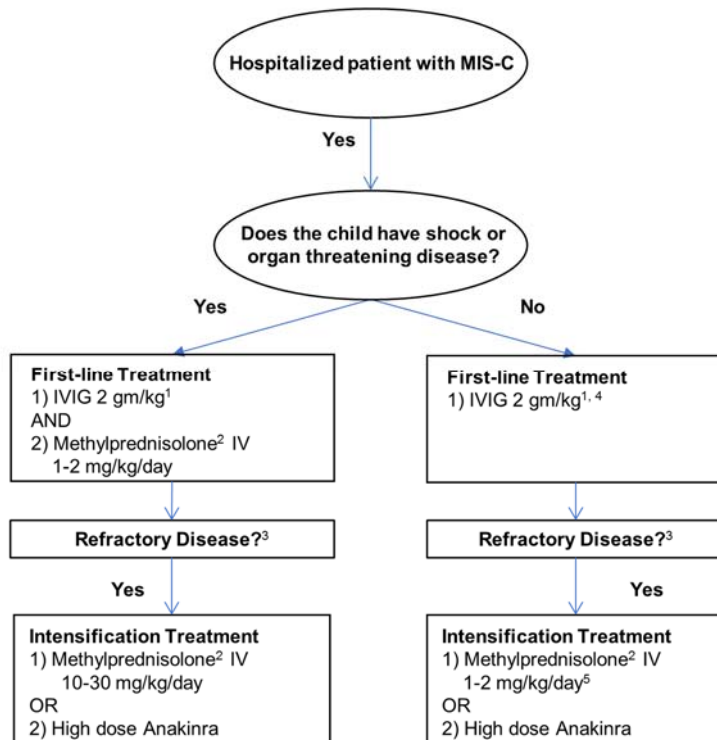 Hospitalized patient with MIS-C
Yes
Does the child have shock or
organ threatening disease?
Yes
No
First-line Treatment
1) IVIG 2 gm/kg¹
AND
2) Methylprednisolone² IV
1-2 mg/kg/day
First-line Treatment
1) IVIG 2 gm/kg¹˒ ⁴
Refractory Disease?³
Refractory Disease?³
Yes
Yes
Intensification Treatment
1) Methylprednisolone² IV
10-30 mg/kg/day
OR
2) High dose Anakinra
Intensification Treatment
1) Methylprednisolone² IV
1-2 mg/kg/day⁵
OR
2) High dose Anakinra